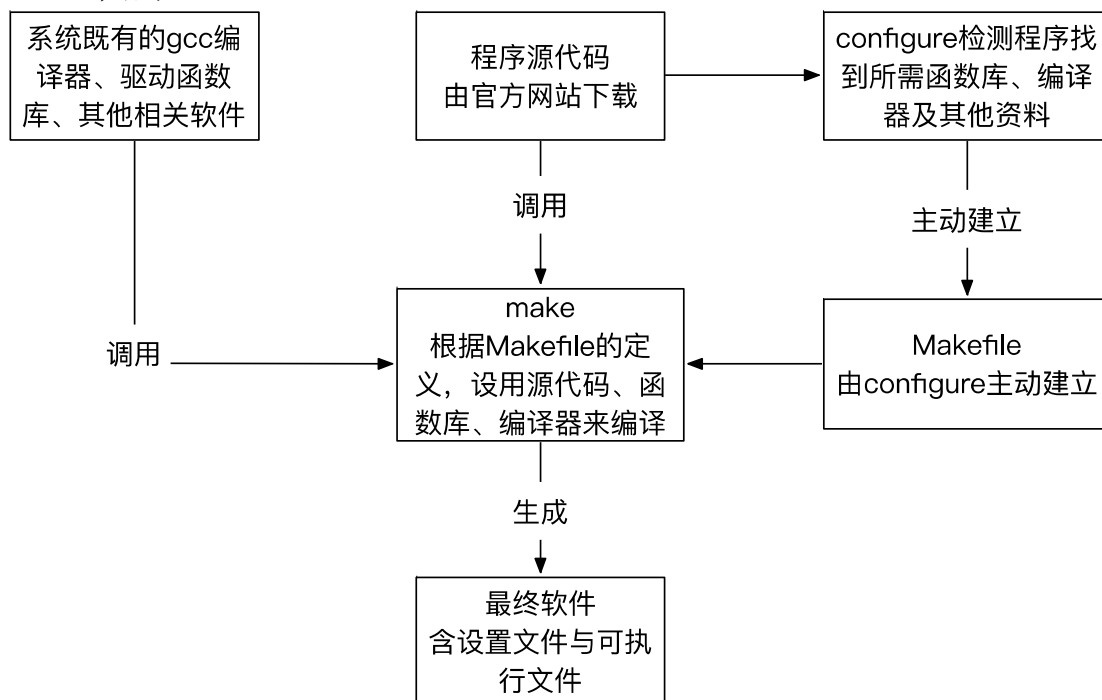 系统既有的gcc编
译器、驱动函数
库、其他相关软件
程序源代码
由官方网站下载
configure检测程序找
到所需函数库、编译
器及其他资料
调用
主动建立
make
根据Makefile的定
义，设用源代码、函
数库、编译器来编译
调用
Makefile
由configure主动建立
生成
最终软件
含设置文件与可执
行文件